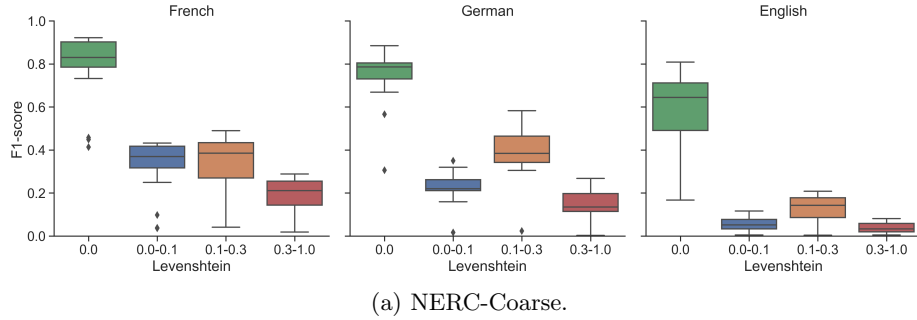 French
German
English
F1-score
1.0
0.8
0.6
0.4
0.2
0.0
0.0 0.0-0.1 0.1-0.3 0.3-1.0
Levenshtein
0.0 0.0-0.1 0.1-0.3 0.3-1.0
Levenshtein
0.0 0.0-0.1 0.1-0.3 0.3-1.0
Levenshtein
(a) NERC-Coarse.